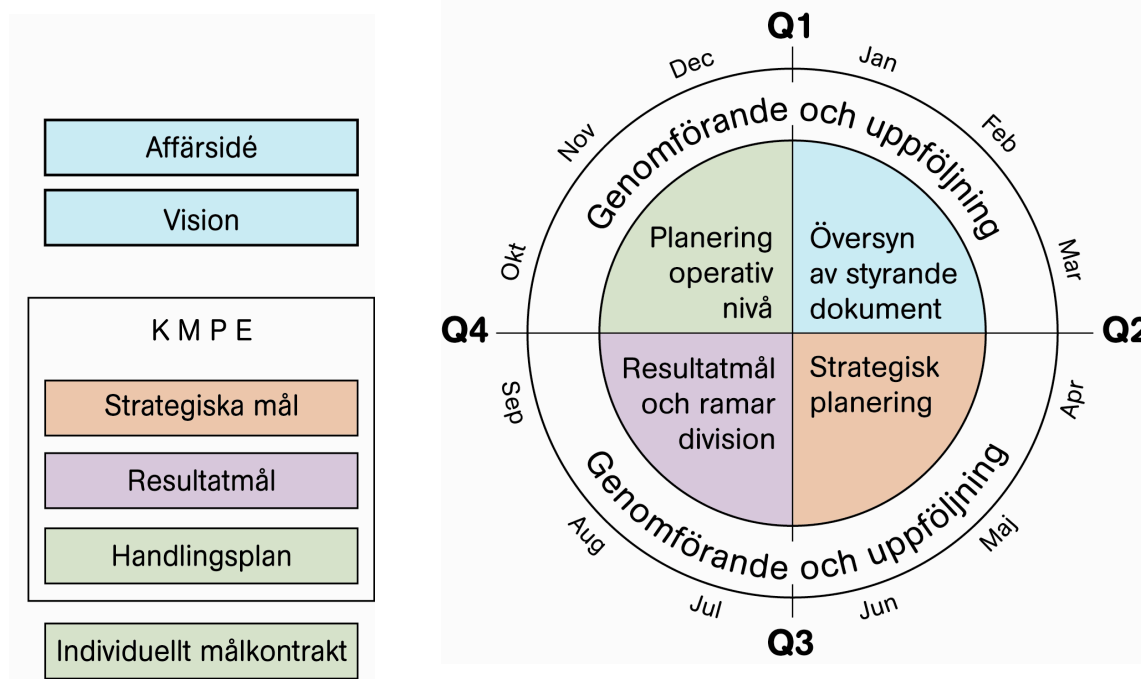 Affärsidé
Vision
K M P E
Strategiska mål
Resultatmål
Handlingsplan
Individuellt målkontrakt
Q1
Jan
Feb
Mar
Q2
Apr
Maj
Jun
Q3
Jul
Aug
Sep
Q4
Okt
Nov
Dec
Genomförande och uppföljning
Planering
operativ
nivå
Översyn
av styrande
dokument
Resultatmål
och ramar
division
Strategisk
planering
Genomförande och uppföljning